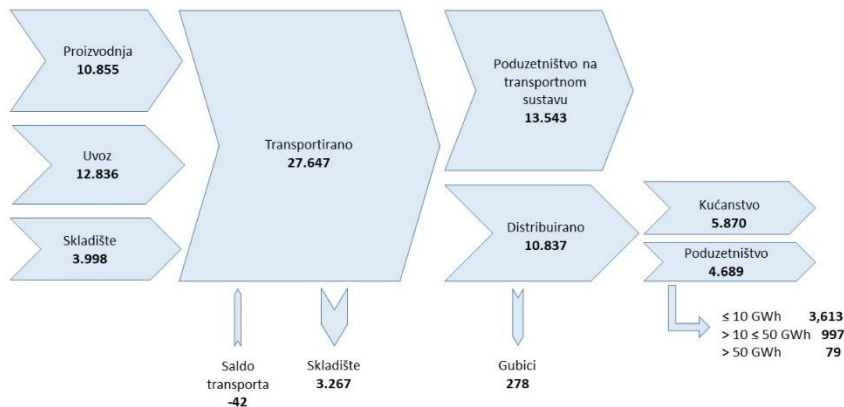 Proizvodnja
10.855
Uvoz
12.836
Skladište
3.998
Transportirano
27.647
Poduzetništvo na
transportnom
sustavu
13.543
Distribuirano
10.837
Kućanstvo
5.870
Poduzetništvo
4.689
≤ 10 GWh 3,613
> 10 ≤ 50 GWh 997
> 50 GWh 79
Saldo
transporta
-42
Skladište
3.267
Gubici
278